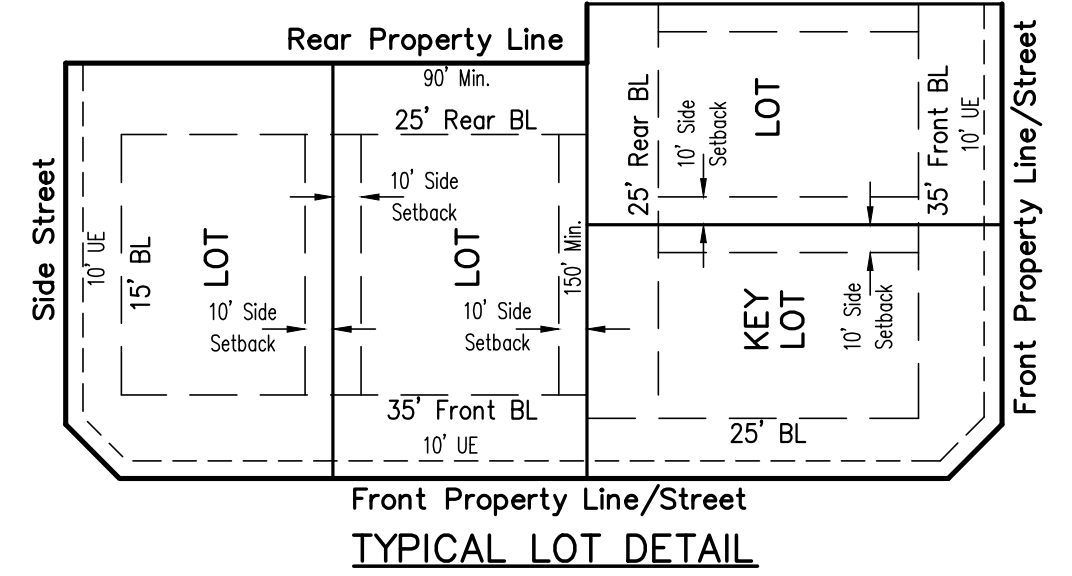 Rear Property Line
90' Min.
25' Rear BL
10' Side
Setback
Side Street
10' UE
15' BL
LOT
10' Side
Setback
LOT
10' Side
Setback
150' Min.
35' Front BL
10' UE
25' Rear BL
10' Side
Setback
LOT
35' Front BL
10' UE
Front Property Line/Street
KEY
LOT
10' Side
Setback
25' BL
Front Property Line/Street
TYPICAL LOT DETAIL